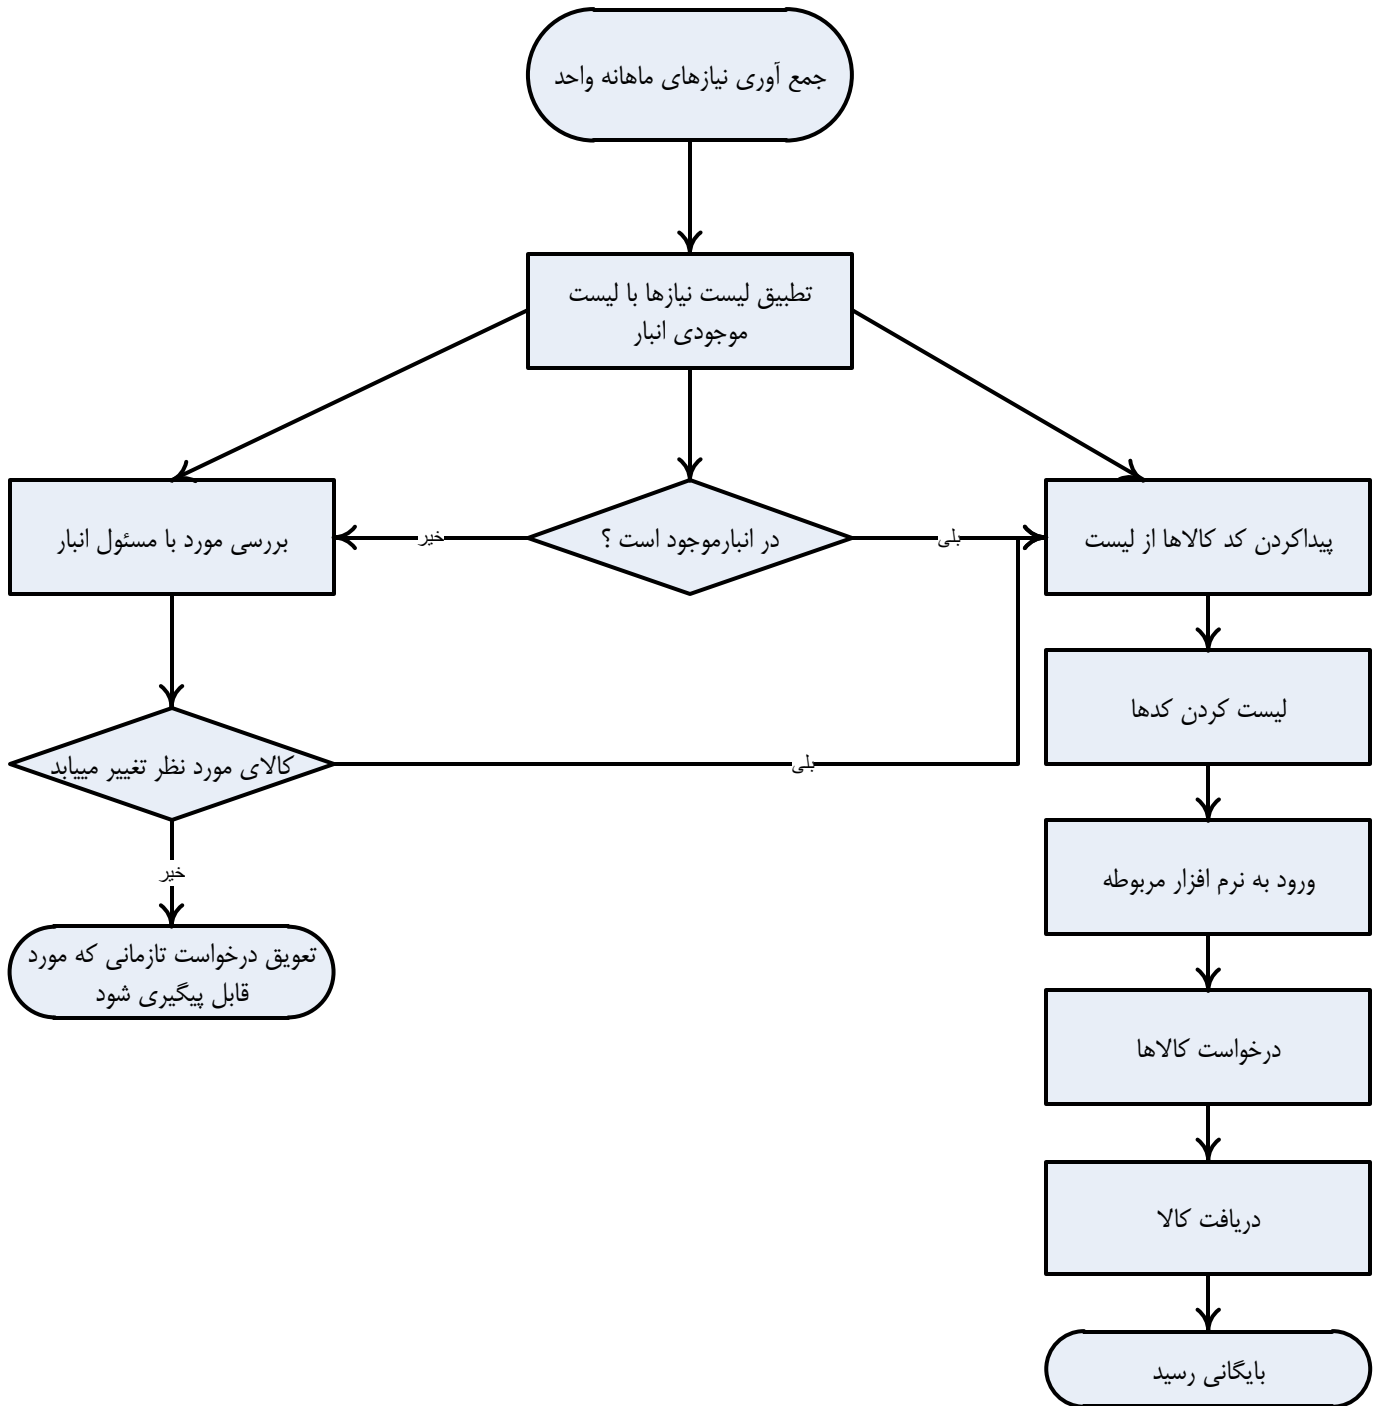 جمع آوری نیازهای ماهانه واحد
تطبیق لیست نیازها با لیست
موجودی انبار
بررسی مورد با مسئول انبار
خیر
در انبارموجود است ؟
بلی
پیداکردن کد کالاها از لیست
لیست کردن کدها
کالای مورد نظر تغییر مییابد
بلی
خیر
ورود به نرم افزار مربوطه
تعویق درخواست تازمانی که مورد
قابل پیگیری شود
درخواست کالاها
دریافت کالا
بایگانی رسید